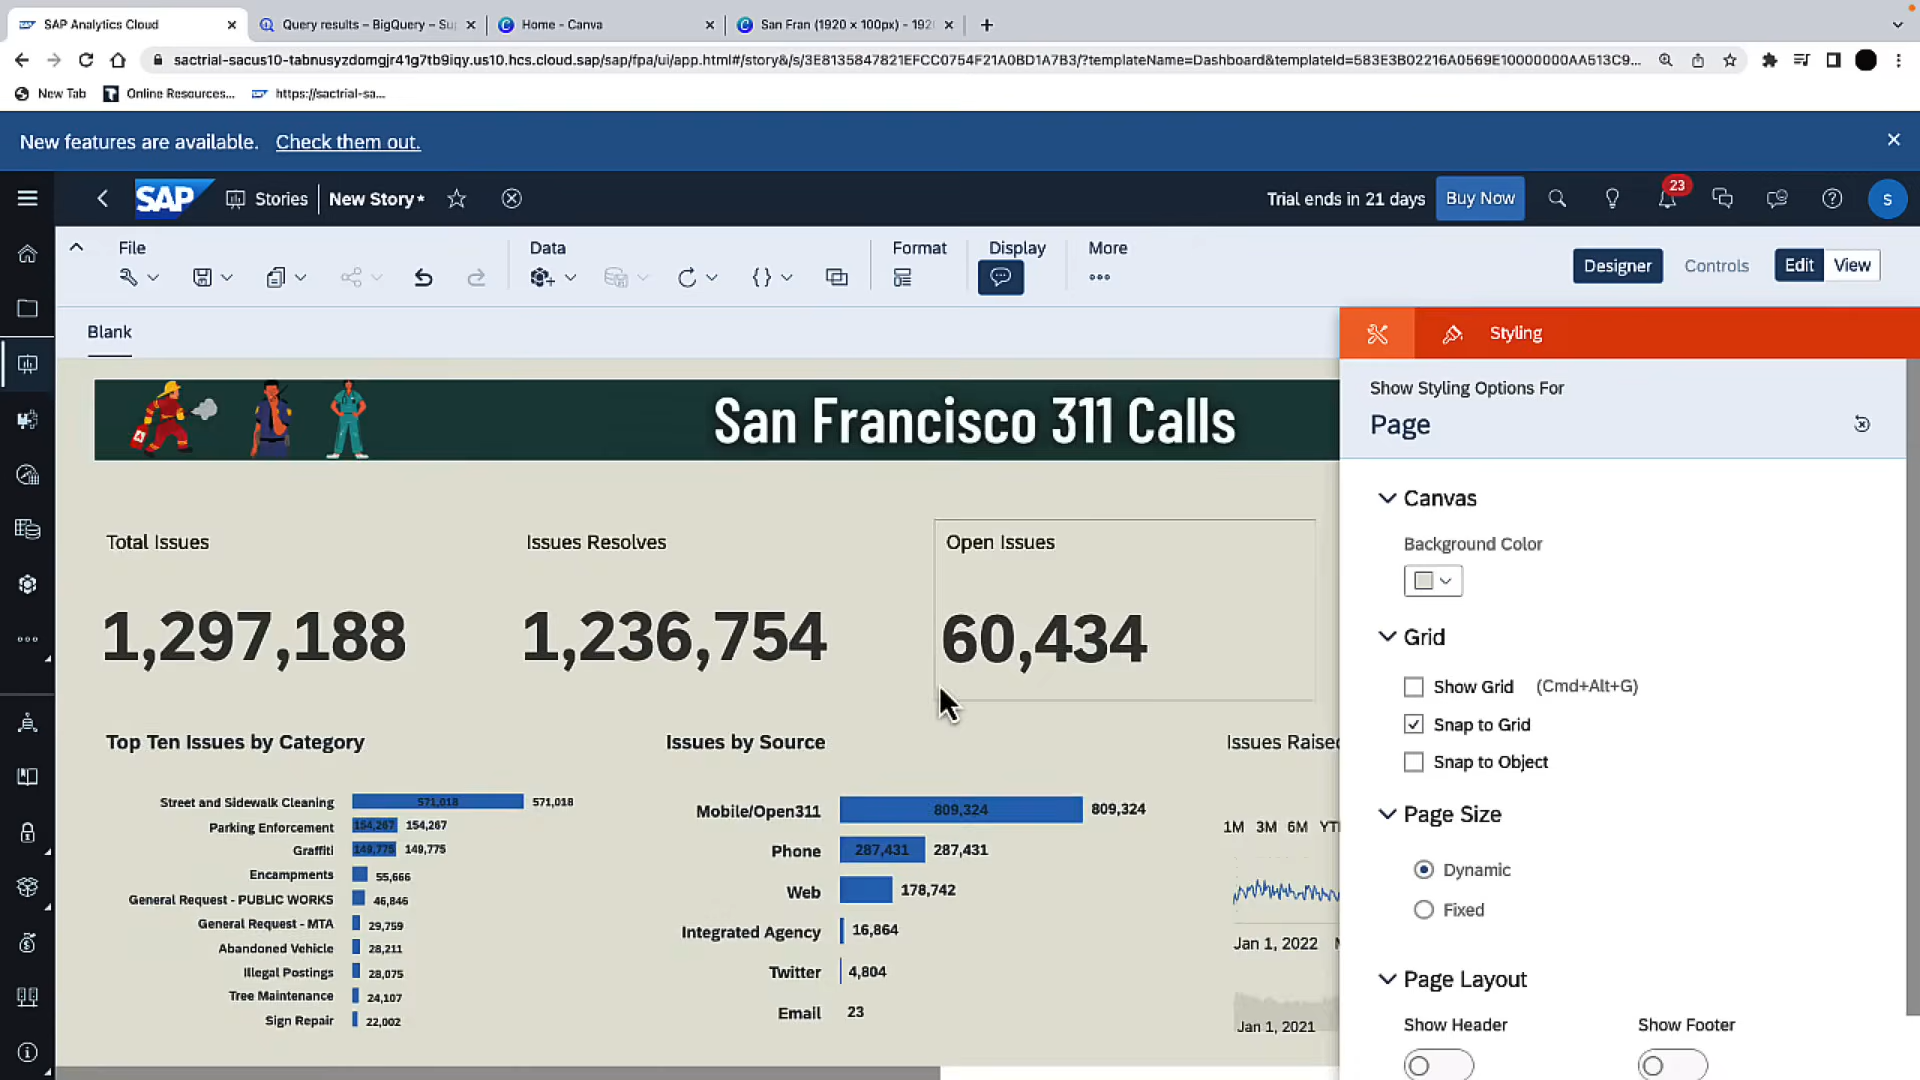 SAP Analytics Cloud
Query results – BigQuery – Su
Home - Canva
San Fran (1920 × 100px) - 192
sactrial-sacus10-tabnusyzdomgjr41g7tb9iqy.us10.hcs.cloud.sap/sap/fpa/ui/app.html#/story&/s/3E8135847821EFCC0754F21A0BD1A7B3/?templateName=Dashboard&templateId=583E3B02216A0569E10000000AA513C9...
New Tab
Online Resources...
https://sactrial-sa...
New features are available. Check them out.
SAP
Stories
New Story*
Trial ends in 21 days
Buy Now
23
S
File
Data
Format
Display
More
Designer
Controls
Edit
View
Blank
Styling
Show Styling Options For
Page
San Francisco 311 Calls
Canvas
Background Color
Grid
Show Grid (Cmd+Alt+G)
Snap to Grid
Snap to Object
Page Size
Dynamic
Fixed
Page Layout
Show Header
Show Footer
Total Issues
1,297,188
Issues Resolves
1,236,754
Open Issues
60,434
Top Ten Issues by Category
Street and Sidewalk Cleaning 571,018 571,018
Parking Enforcement 154,267 154,267
Graffiti 149,775 149,775
Encampments 55,666
General Request - PUBLIC WORKS 46,846
General Request - MTA 29,759
Abandoned Vehicle 28,211
Illegal Postings 28,075
Tree Maintenance 24,107
Sign Repair 22,002
Issues by Source
Mobile/Open311 809,324 809,324
Phone 287,431 287,431
Web 178,742
Integrated Agency 16,864
Twitter 4,804
Email 23
Issues Raised
1M 3M 6M YT
Jan 1, 2022
Jan 1, 2021